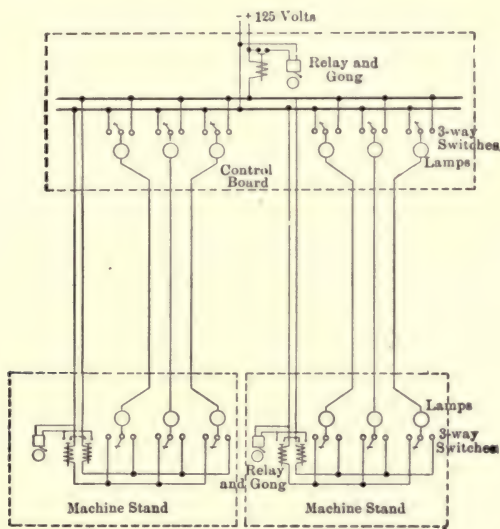 - + 125 Volts
Relay and
Gong
3-way
Switches
Lamps
Control
Board
Lamps
3-way
Switches
Relay
and Gong
Machine Stand
Machine Stand